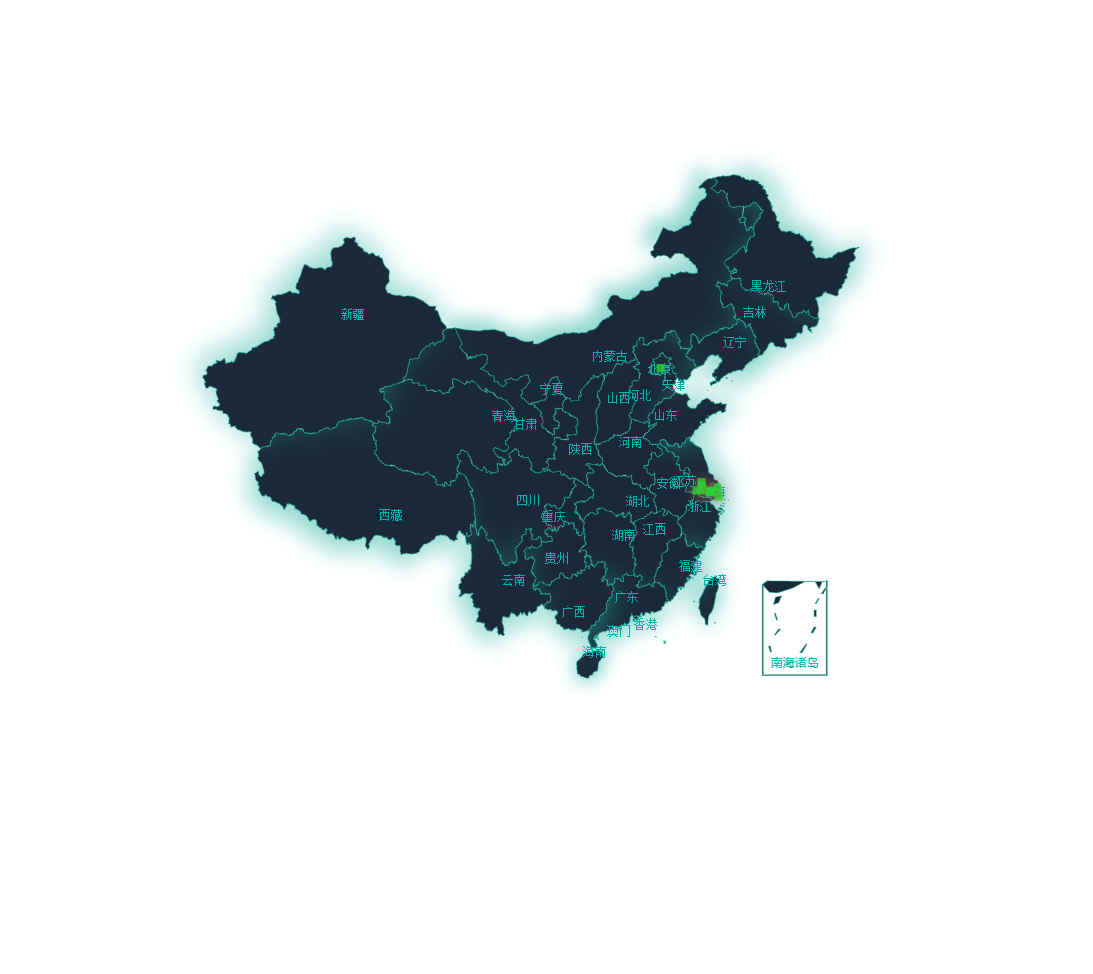 黑龙江
吉林
新疆
辽宁
内蒙古
北京
天津
宁夏
山西
河北
青海
甘肃
山东
河南
陕西
安徽
江苏
四川
湖北
浙江
西藏
重庆
湖南
江西
贵州
福建
云南
台湾
广东
广西
香港
澳门
海南
南海诸岛